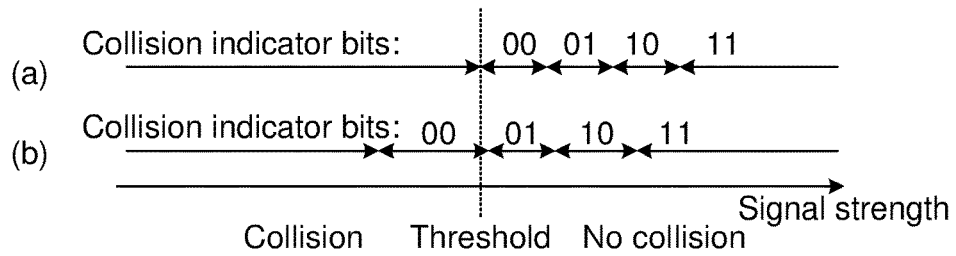 Collision indicator bits: 00 01 10 11
(a)
Collision indicator bits: 00 01 10 11
(b)
Signal strength
Collision Threshold No collision